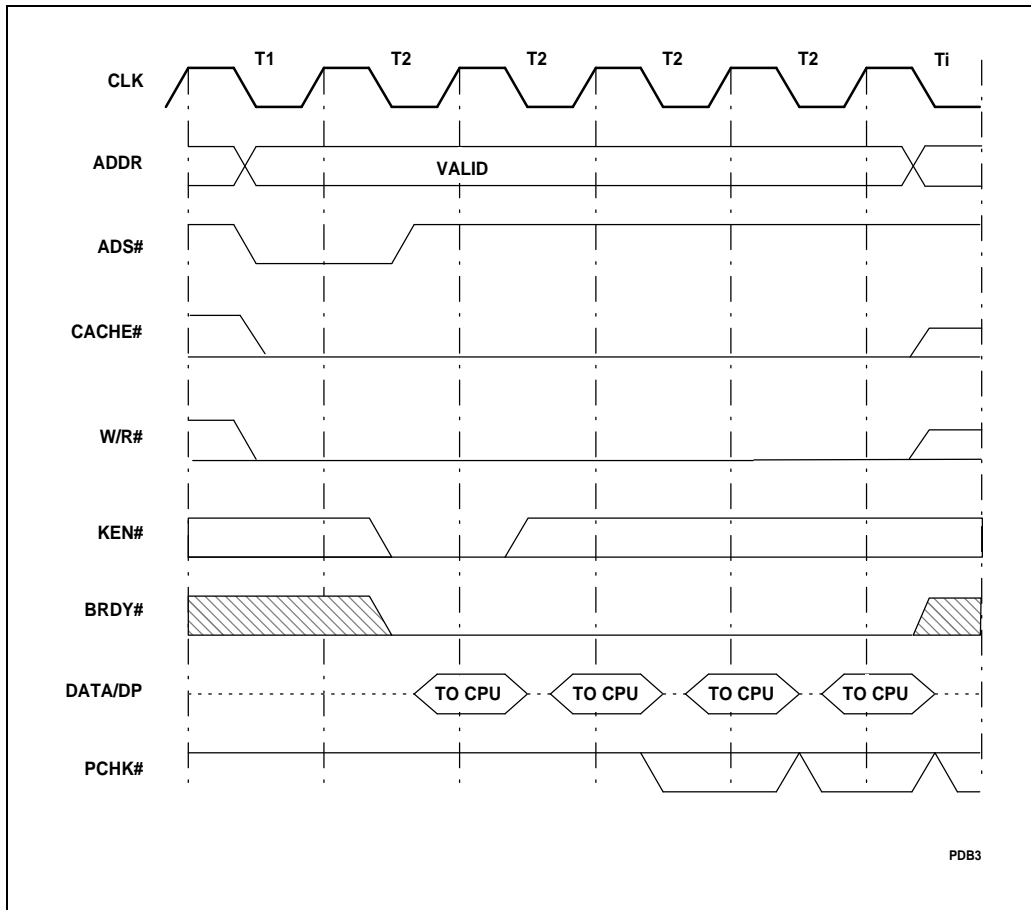 T1 T2 T2 T2 T2 Ti
CLK
ADDR VALID
ADS#
CACHE#
W/R#
KEN#
BRDY#
DATA/DP TO CPU TO CPU TO CPU TO CPU
PCHK#
PDB3